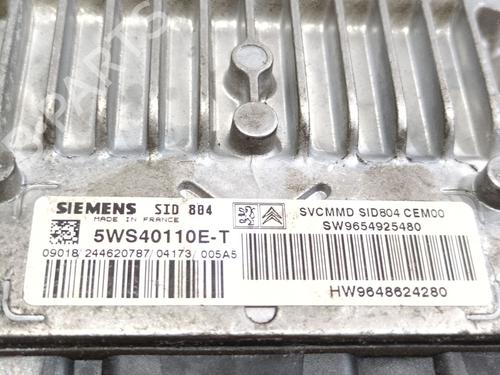 SIEMENS SID 804
MADE IN FRANCE
5WS40110E-T
09018/244620787/04173/005A5
SVCMMD SID804 CEM00
SW9654925480
HW9648624280